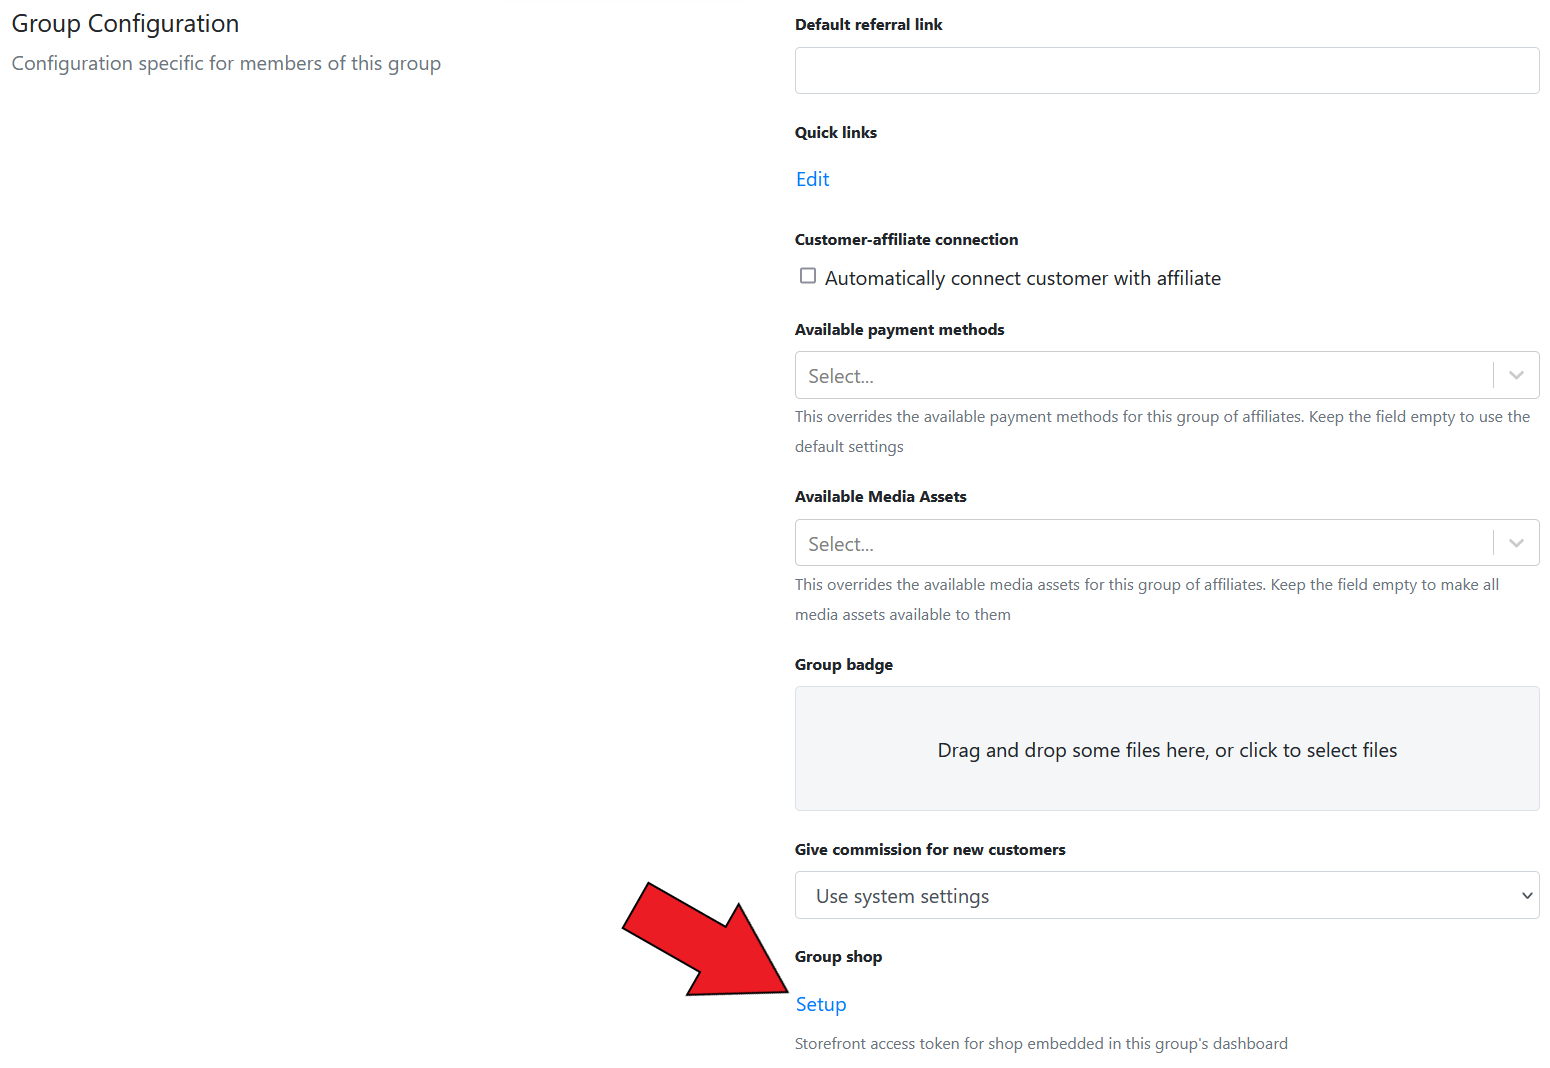 Group Configuration
Configuration specific for members of this group
Default referral link
Quick links
Edit
Customer-affiliate connection
Automatically connect customer with affiliate
Available payment methods
Select...
This overrides the available payment methods for this group of affiliates. Keep the field empty to use the
default settings
Available Media Assets
Select...
This overrides the available media assets for this group of affiliates. Keep the field empty to make all
media assets available to them
Group badge
Drag and drop some files here, or click to select files
Give commission for new customers
Use system settings
Group shop
Setup
Storefront access token for shop embedded in this group's dashboard